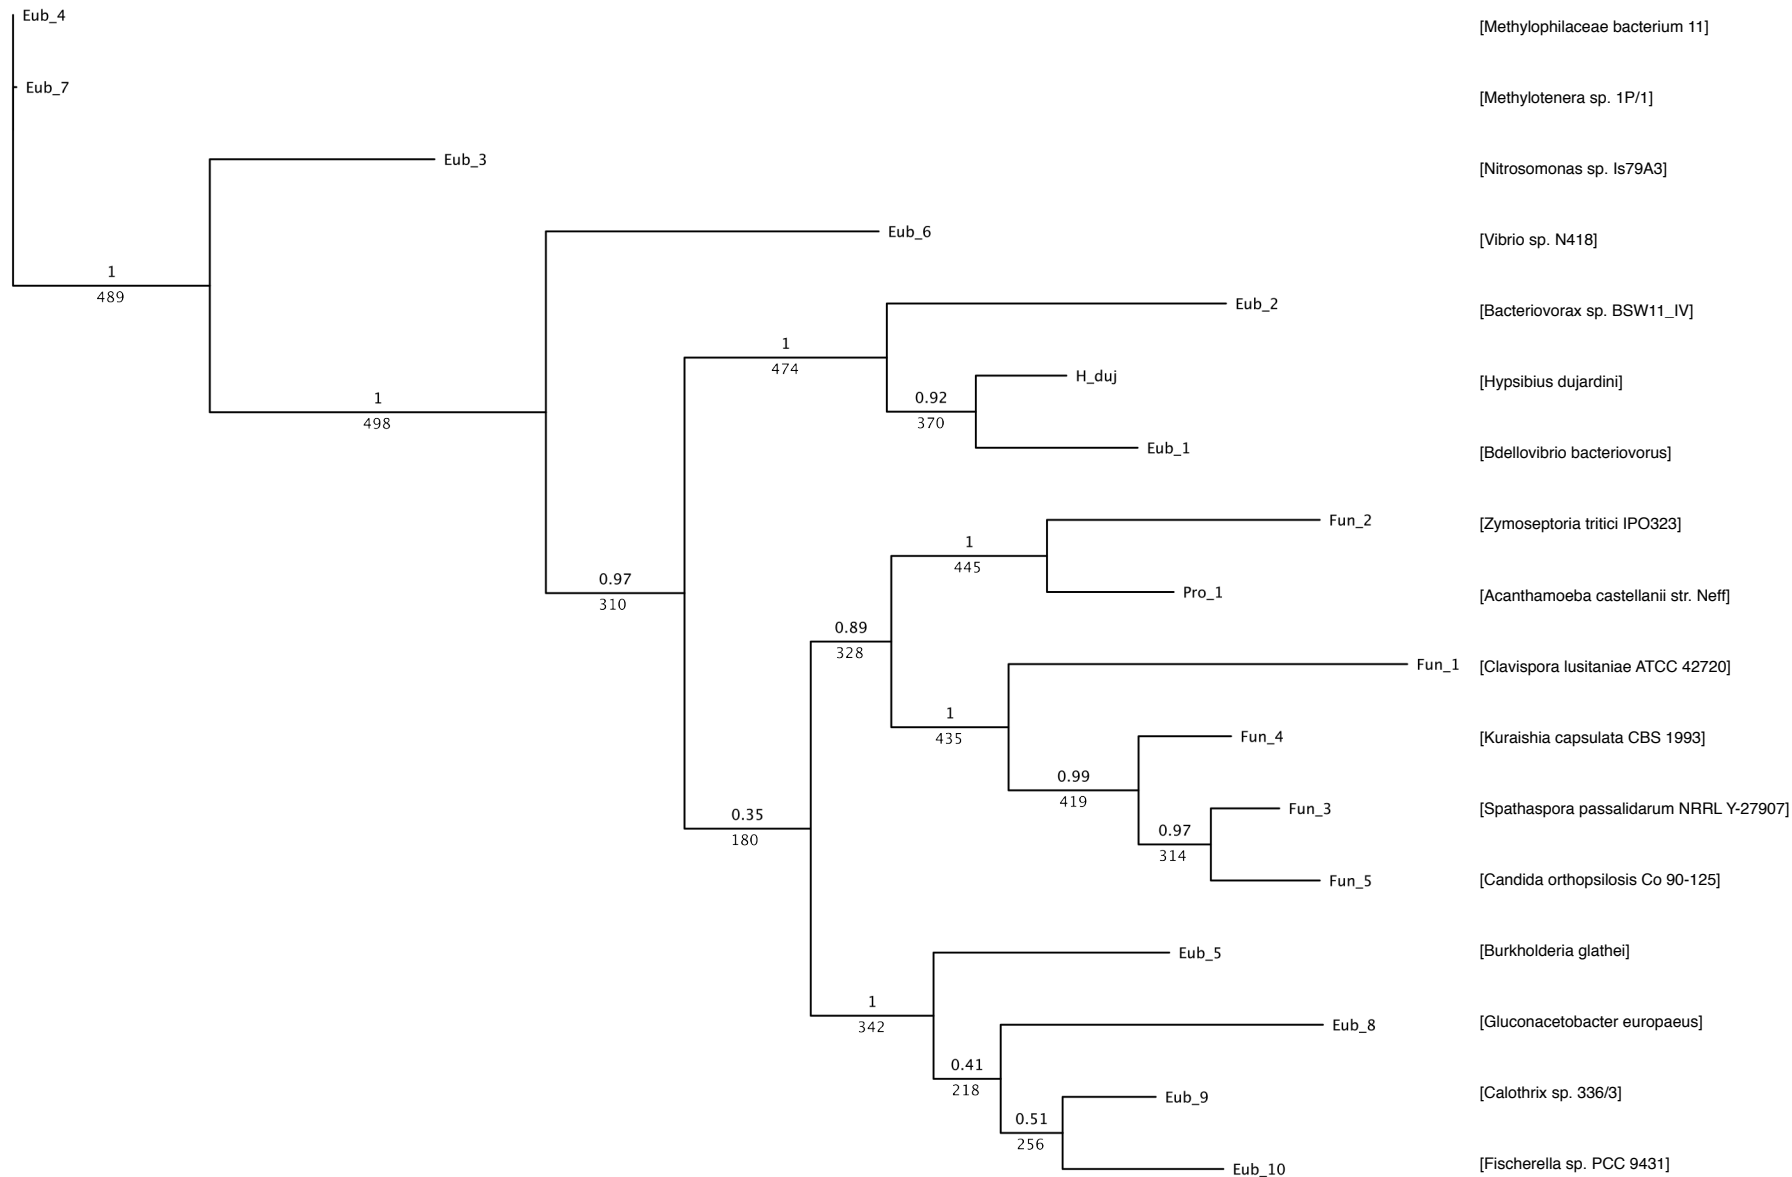 Eub_4 [Methylophilaceae bacterium 11]
Eub_7 [Methylotenera sp. 1P/1]
Eub_3 [Nitrosomonas sp. Is79A3]
Eub_6 [Vibrio sp. N418]
1
489
Eub_2 [Bacteriovorax sp. BSW11_IV]
1
474
H_duj [Hypsibius dujardini]
0.92
370
1
498
Eub_1 [Bdellovibrio bacteriovorus]
Fun_2 [Zymoseptoria tritici IPO323]
1
445
0.97
310
Pro_1 [Acanthamoeba castellanii str. Neff]
0.89
328
Fun_1 [Clavispora lusitaniae ATCC 42720]
1
435
Fun_4 [Kuraishia capsulata CBS 1993]
0.99
419
Fun_3 [Spathaspora passalidarum NRRL Y-27907]
0.35
180
0.97
314
Fun_5 [Candida orthopsilosis Co 90-125]
Eub_5 [Burkholderia glathei]
1
342
Eub_8 [Gluconacetobacter europaeus]
0.41
218
Eub_9 [Calothrix sp. 336/3]
0.51
256
Eub_10 [Fischerella sp. PCC 9431]